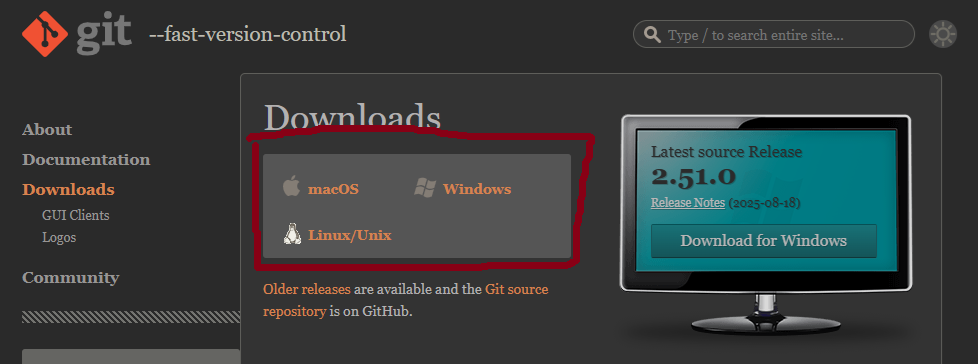 git --fast-version-control
Type / to search entire site...
About
Documentation
Downloads
GUI Clients
Logos
Community
Downloads
macOS
Windows
Linux/Unix
Older releases are available and the Git source
repository is on GitHub.
Latest source Release
2.51.0
Release Notes (2025-08-18)
Download for Windows